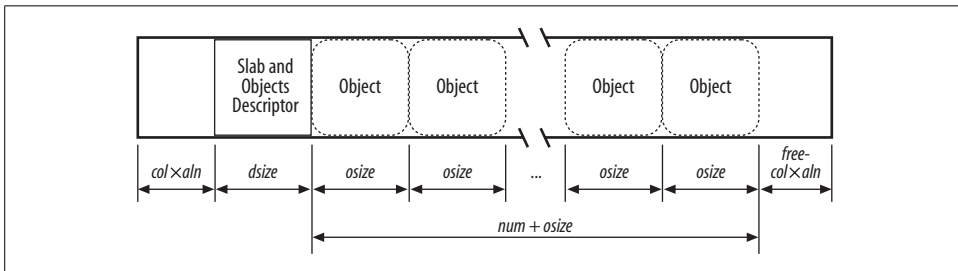 Slab and
Objects
Descriptor
Object
Object
Object
Object
col×aln
dsize
osize
osize
...
osize
osize
free-
col×aln
num + osize